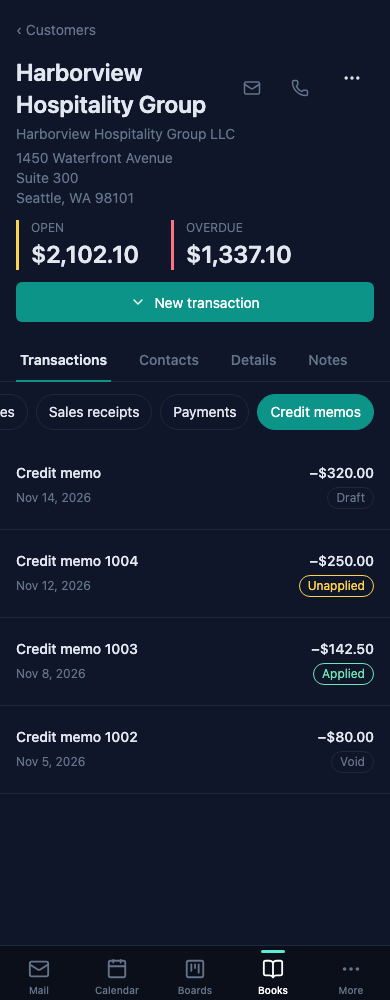 ‹ Customers
Harborview
Hospitality Group
Harborview Hospitality Group LLC
1450 Waterfront Avenue
Suite 300
Seattle, WA 98101
OPEN
$2,102.10
OVERDUE
$1,337.10
New transaction
Transactions
Contacts
Details
Notes
es
Sales receipts
Payments
Credit memos
Credit memo
–$320.00
Nov 14, 2026
Draft
Credit memo 1004
–$250.00
Nov 12, 2026
Unapplied
Credit memo 1003
–$142.50
Nov 8, 2026
Applied
Credit memo 1002
–$80.00
Nov 5, 2026
Void
Mail
Calendar
Boards
Books
More